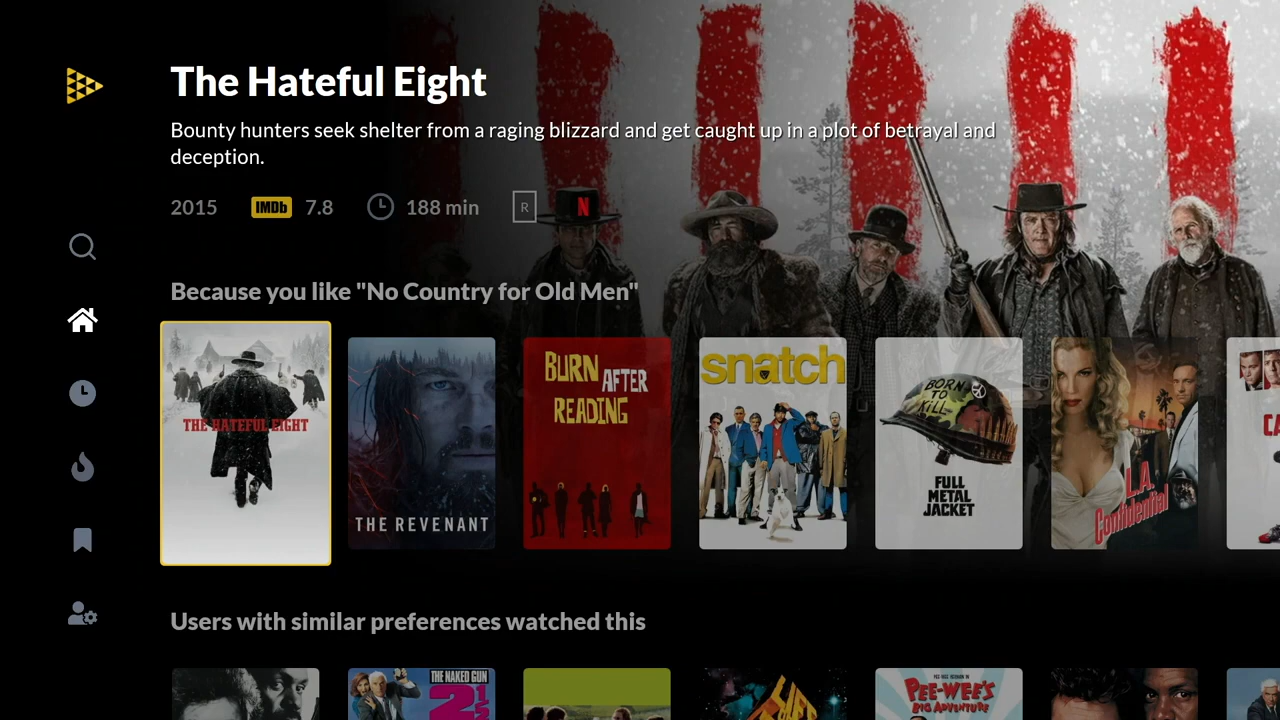 The Hateful Eight
Bounty hunters seek shelter from a raging blizzard and get caught up in a plot of betrayal and
deception.
2015 IMDb 7.8 188 min R N
Because you like "No Country for Old Men"
THE HATEFUL EIGHT
THE REVENANT
BURN AFTER
READING
snatch
BORN
TO
KILL
FULL
METAL
JACKET
L.A.
Confidential
CA
Users with similar preferences watched this
THE NAKED GUN
2½
PEE-WEE'S
BIG ADVENTURE